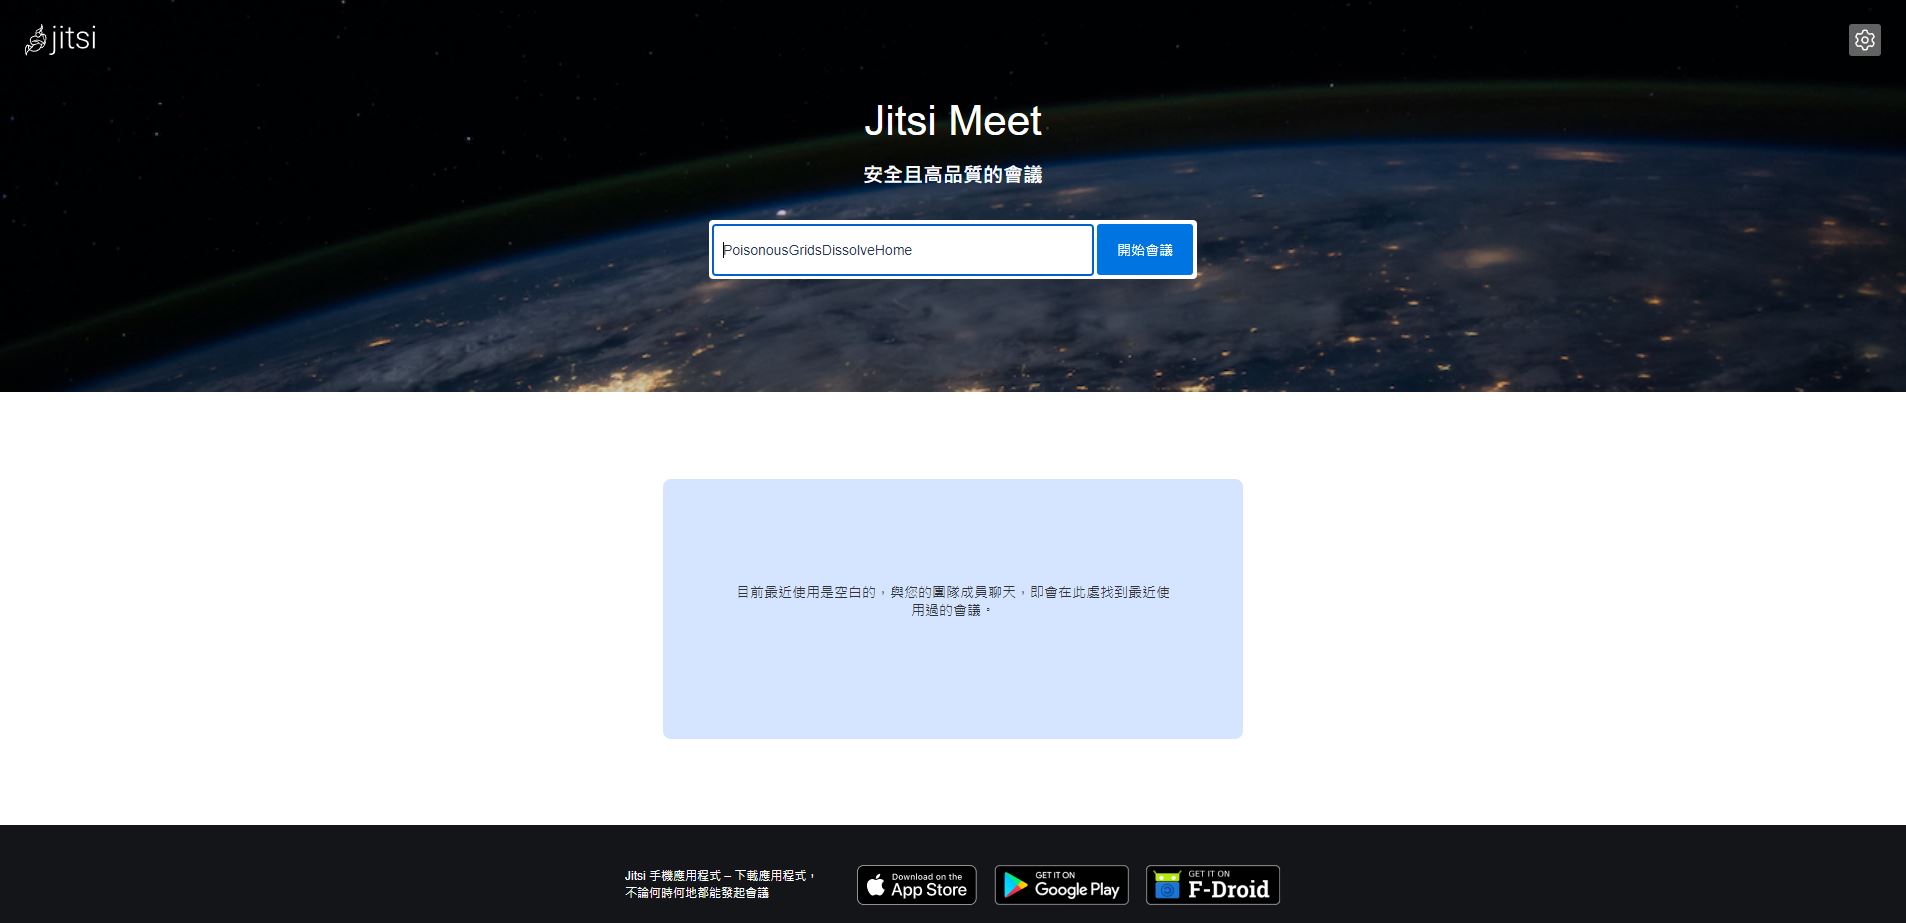 jitsi
Jitsi Meet
安全且高品質的會議
PoisonousGridsDissolveHome
開始會議
目前最近使用是空白的，與您的團隊成員聊天，即會在此處找到最近使
用過的會議。
Jitsi 手機應用程式 – 下載應用程式，
不論何時何地都能發起會議
Download on the
App Store
GET IT ON
Google Play
GET IT ON
F-Droid